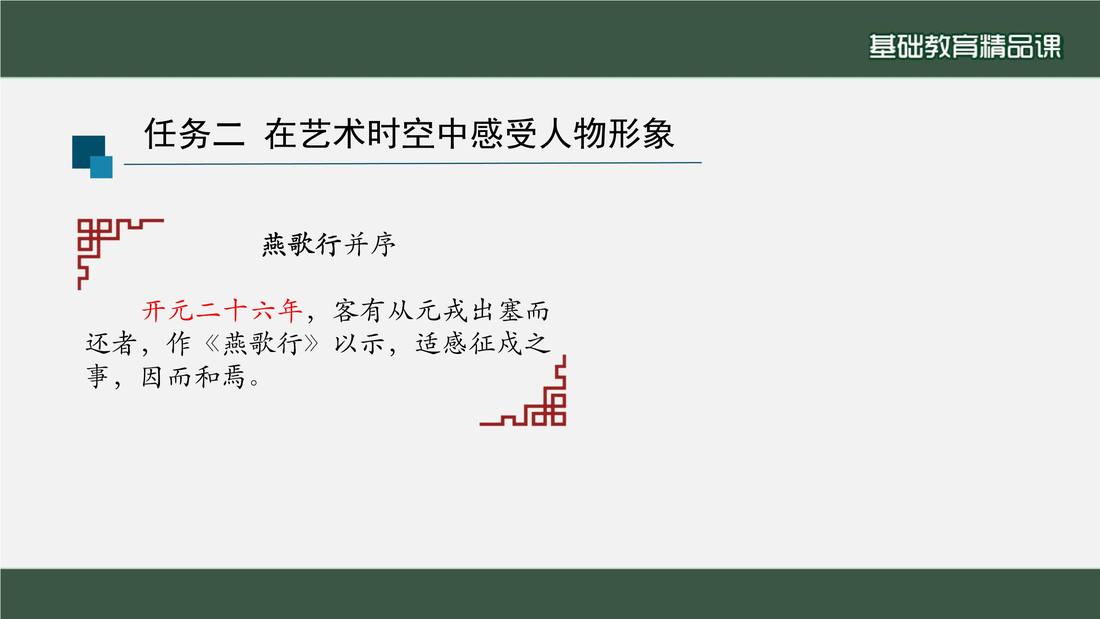 基础教育精品课
任务二 在艺术时空中感受人物形象
燕歌行并序
开元二十六年，客有从元戎出塞而
还者，作《燕歌行》以示，适感征戍之
事，因而和焉。